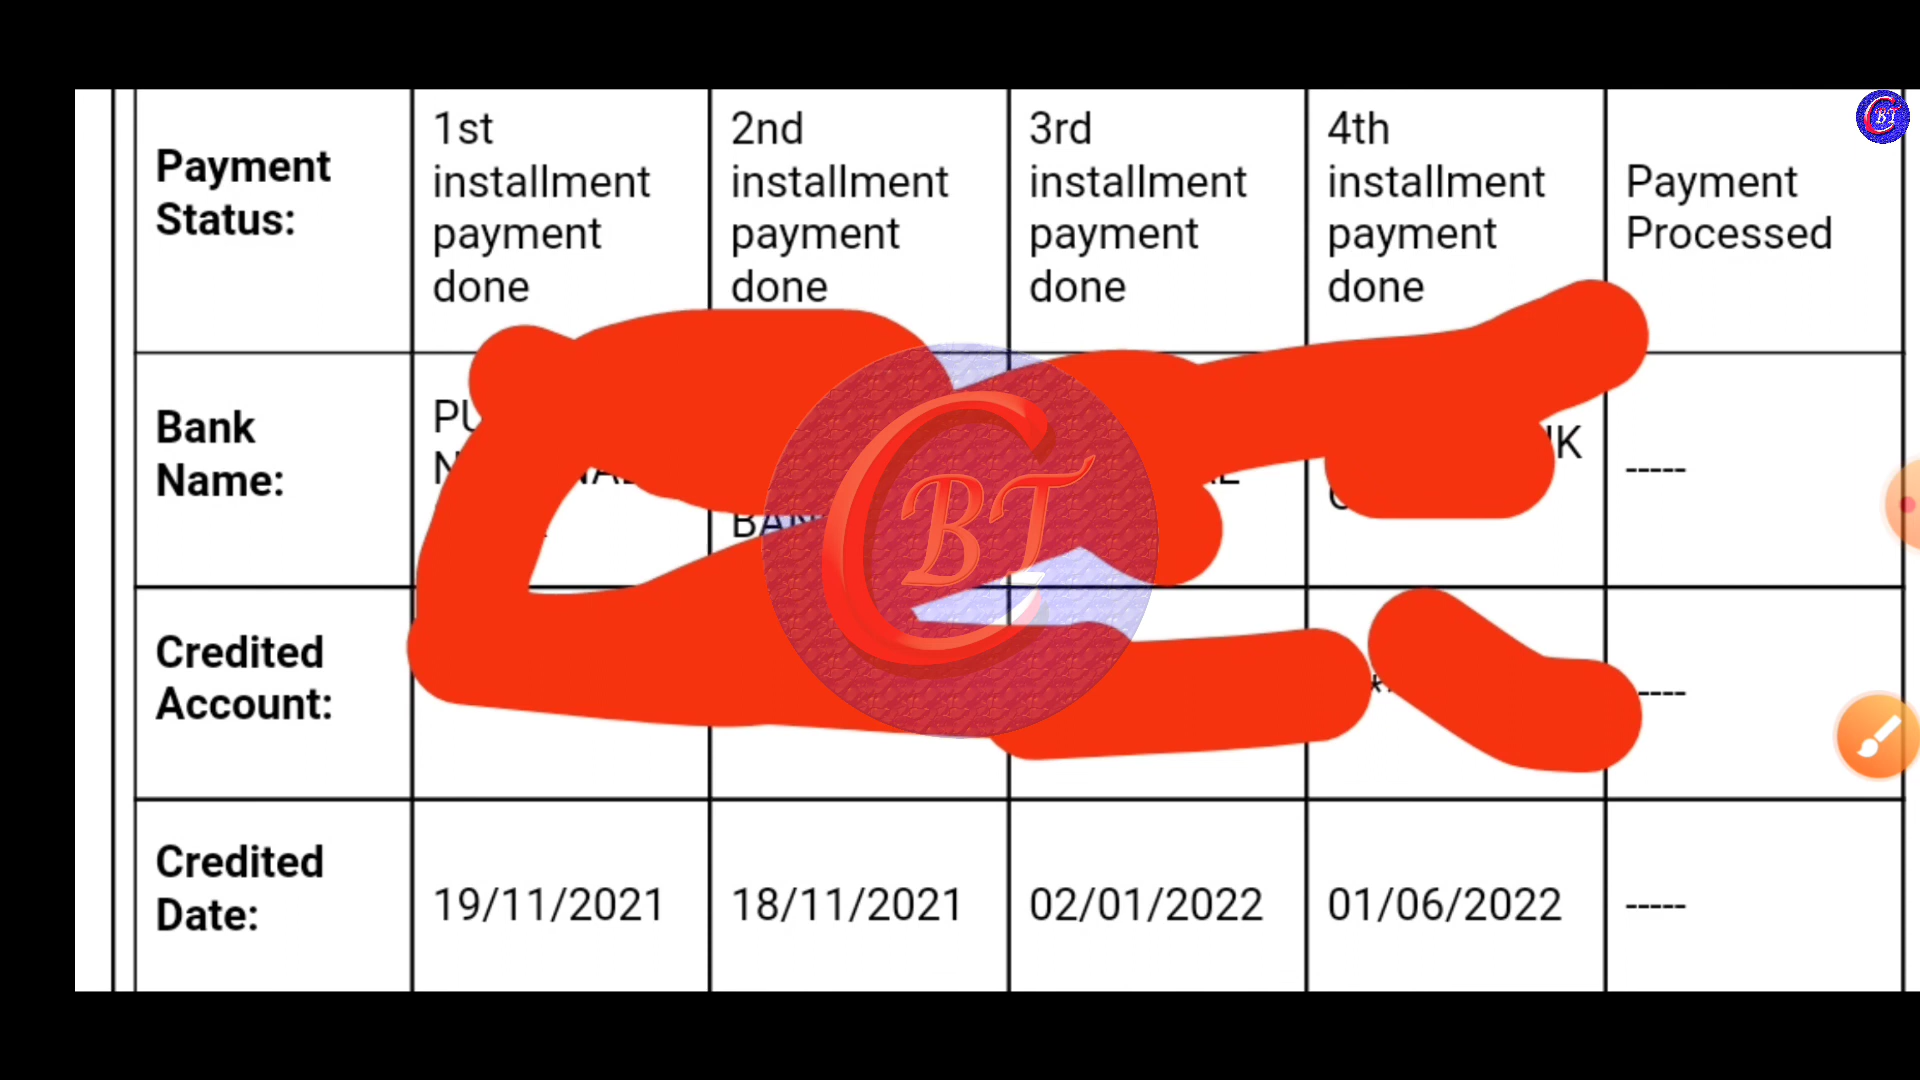 Payment Status:
1st installment payment done
2nd installment payment done
3rd installment payment done
4th installment payment done
Payment Processed
Bank Name:
-----
Credited Account:
Credited Date:
19/11/2021
18/11/2021
02/01/2022
01/06/2022
-----
CBT
CBT